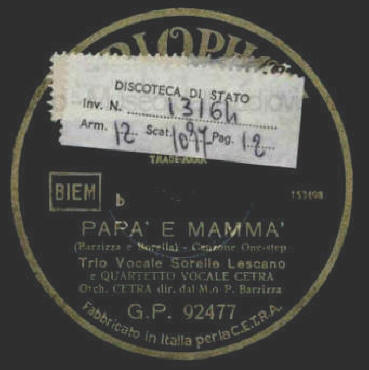 DISCOTECA DI STATO
Inv. N. 13164
Arm. 12 Scat. 1097 Pag. 12
TRADE MARK
BIEM b 153198
PAPA' E MAMMA'
(Barzizza e Borella) - Canzone One-step
Trio Vocale Sorelle Lescano
e QUARTETTO VOCALE CETRA
Orch. CETRA dir. dal M.o P. Barzizza
G.P. 92477
Fabbricato in Italia per la C.E.T.R.A.